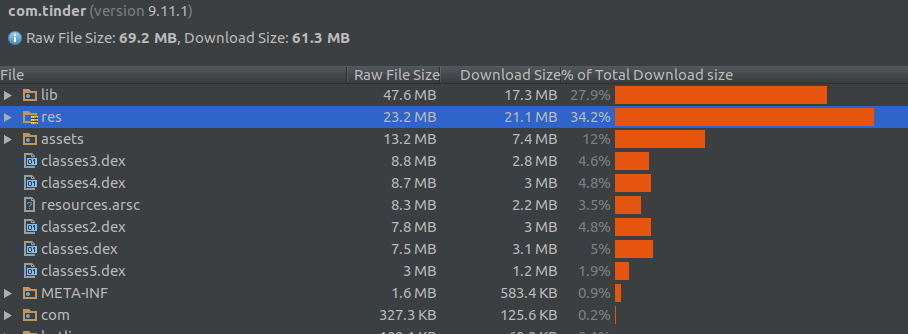 com.tinder (version 9.11.1)
Raw File Size: 69.2 MB, Download Size: 61.3 MB
File Raw File Size Download Size % of Total Download size
lib 47.6 MB 17.3 MB 27.9%
res 23.2 MB 21.1 MB 34.2%
assets 13.2 MB 7.4 MB 12%
classes3.dex 8.8 MB 2.8 MB 4.6%
classes4.dex 8.7 MB 3 MB 4.8%
resources.arsc 8.3 MB 2.2 MB 3.5%
classes2.dex 7.8 MB 3 MB 4.8%
classes.dex 7.5 MB 3.1 MB 5%
classes5.dex 3 MB 1.2 MB 1.9%
META-INF 1.6 MB 583.4 KB 0.9%
com 327.3 KB 125.6 KB 0.2%